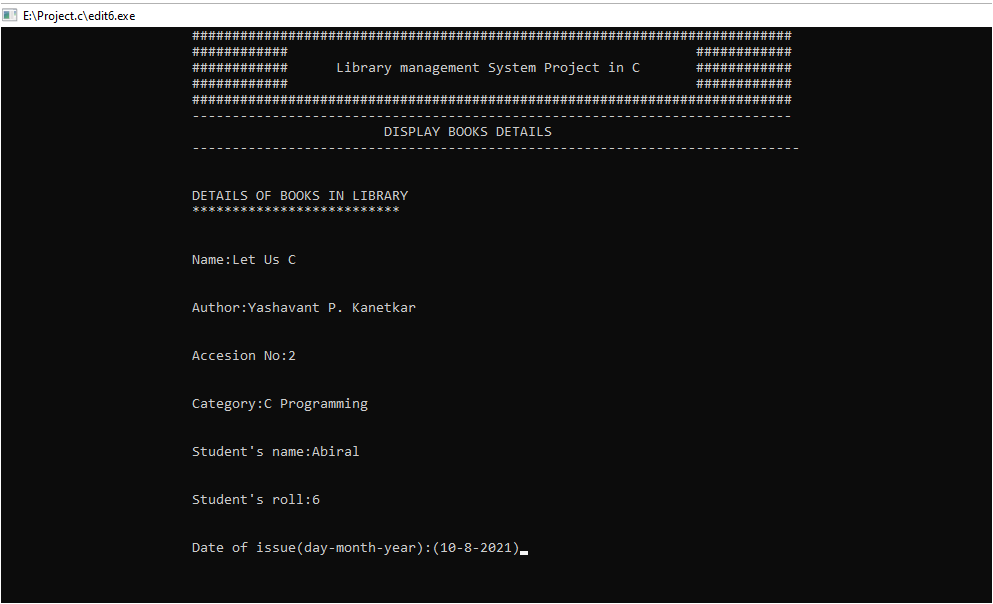 E:\Project.c\edit6.exe
###########################################################################
############                                                   ############
############      Library management System Project in C       ############
############                                                   ############
###########################################################################
---------------------------------------------------------------------------
DISPLAY BOOKS DETAILS
----------------------------------------------------------------------------
DETAILS OF BOOKS IN LIBRARY
**************************
Name:Let Us C
Author:Yashavant P. Kanetkar
Accesion No:2
Category:C Programming
Student's name:Abiral
Student's roll:6
Date of issue(day-month-year):(10-8-2021)